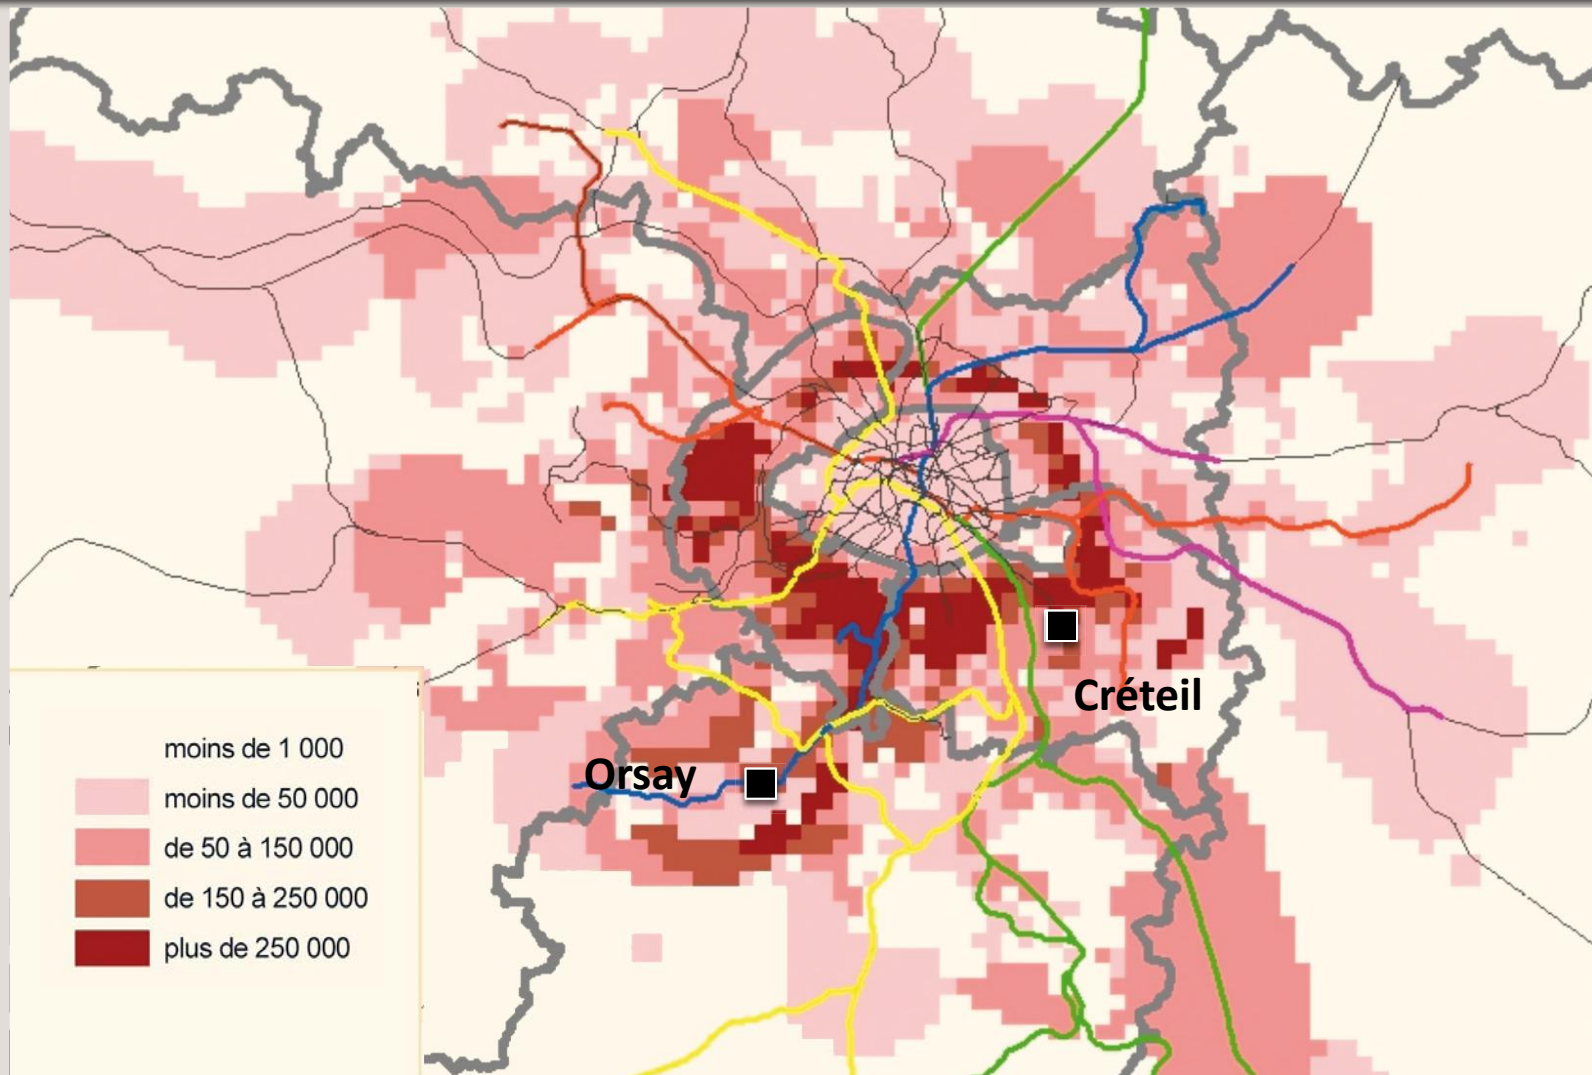 Créteil
Orsay
moins de 1 000
moins de 50 000
de 50 à 150 000
de 150 à 250 000
plus de 250 000